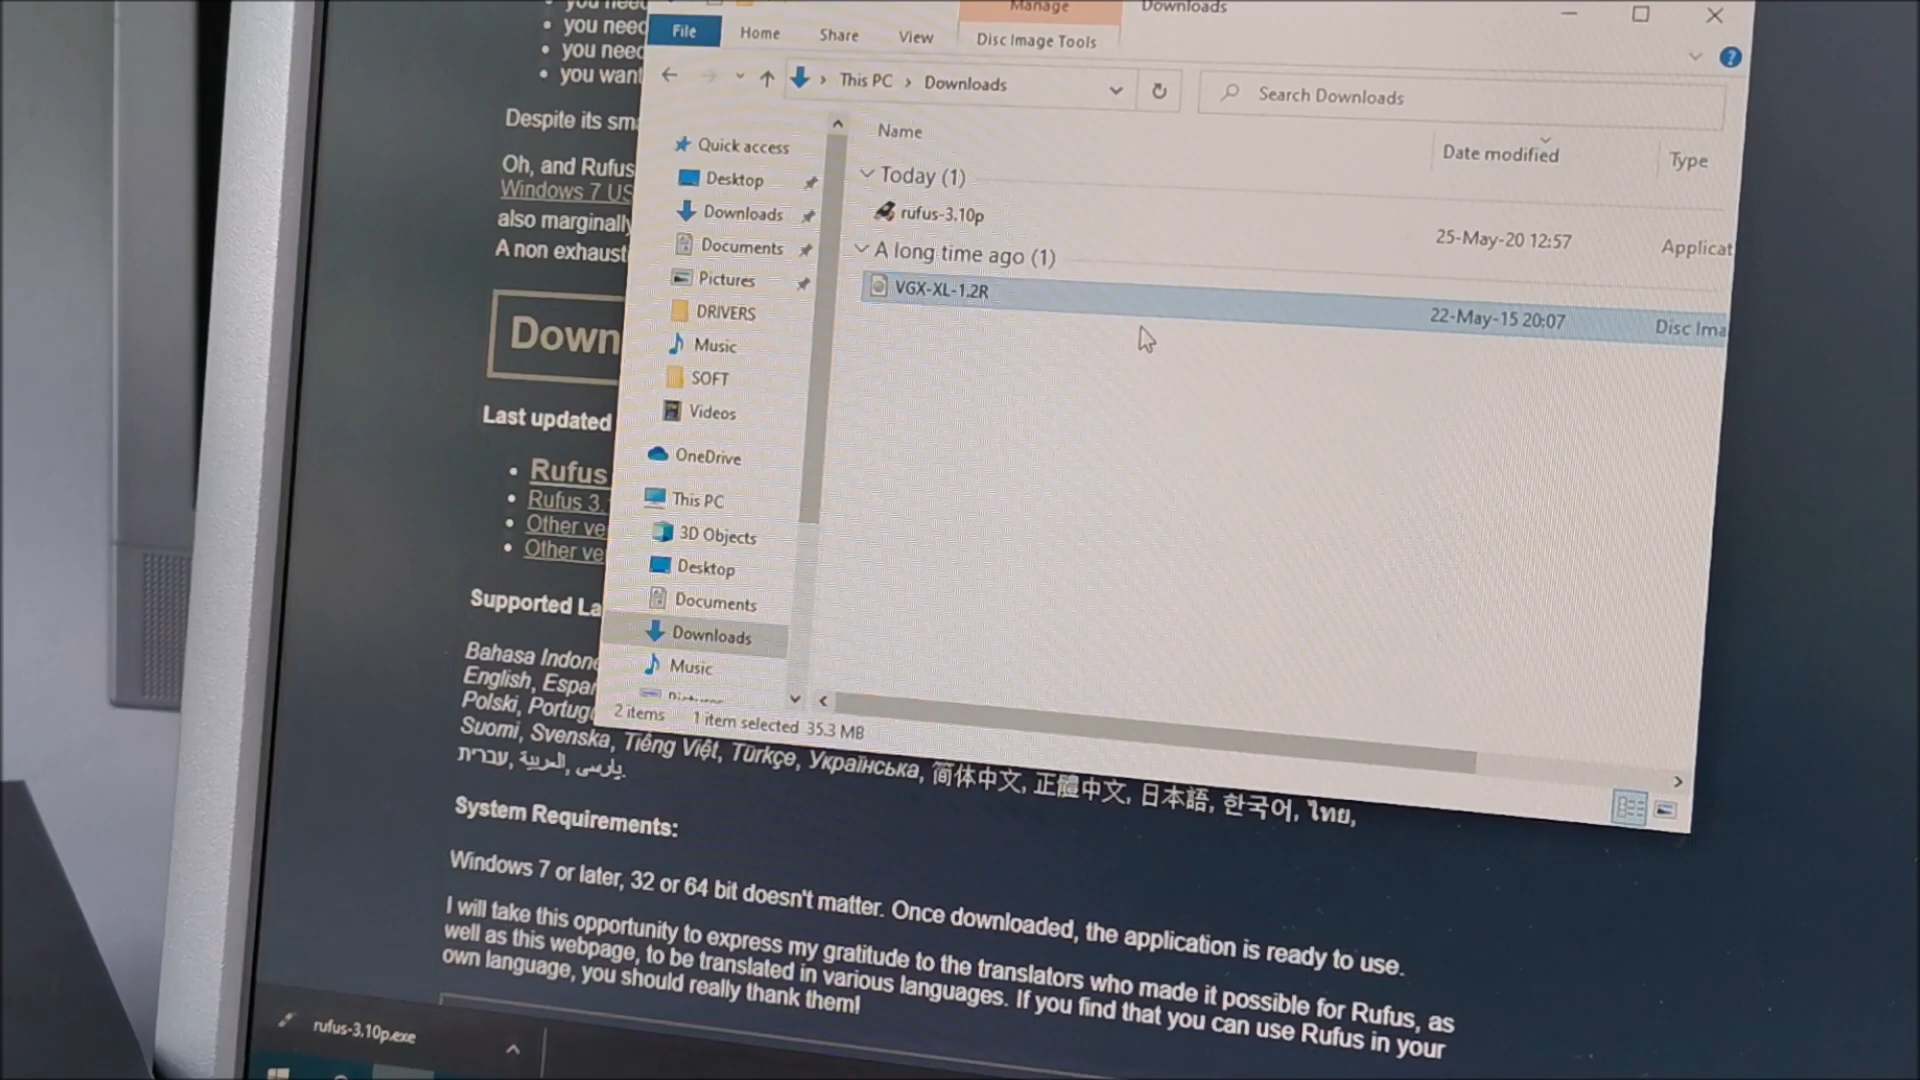 you need
you need
you want
Despite its sm
Oh, and Rufus
Windows 7 US
also marginally
A non exhaust
Down
Last updated
Rufus
Rufus 3.
Other ve
Other ve
Supported La
Bahasa Indone
English, Españ
Polski, Portug
Suomi, Svenska, Tiếng Việt, Türkçe, Українська, 简体中文, 正體中文, 日本語, 한국어, ไทย,
עברית, العربية, پارسی.
System Requirements:
Windows 7 or later, 32 or 64 bit doesn't matter. Once downloaded, the application is ready to use.
I will take this opportunity to express my gratitude to the translators who made it possible for Rufus, as
well as this webpage, to be translated in various languages. If you find that you can use Rufus in your
own language, you should really thank them!
rufus-3.10p.exe
Manage
Downloads
File
Home
Share
View
Disc Image Tools
This PC > Downloads
Search Downloads
Quick access
Desktop
Downloads
Documents
Pictures
DRIVERS
Music
SOFT
Videos
OneDrive
This PC
3D Objects
Desktop
Documents
Downloads
Music
Name
Date modified
Type
Today (1)
rufus-3.10p
25-May-20 12:57
Applicat
A long time ago (1)
VGX-XL-1.2R
22-May-15 20:07
Disc Ima
2 items
1 item selected 35.3 MB